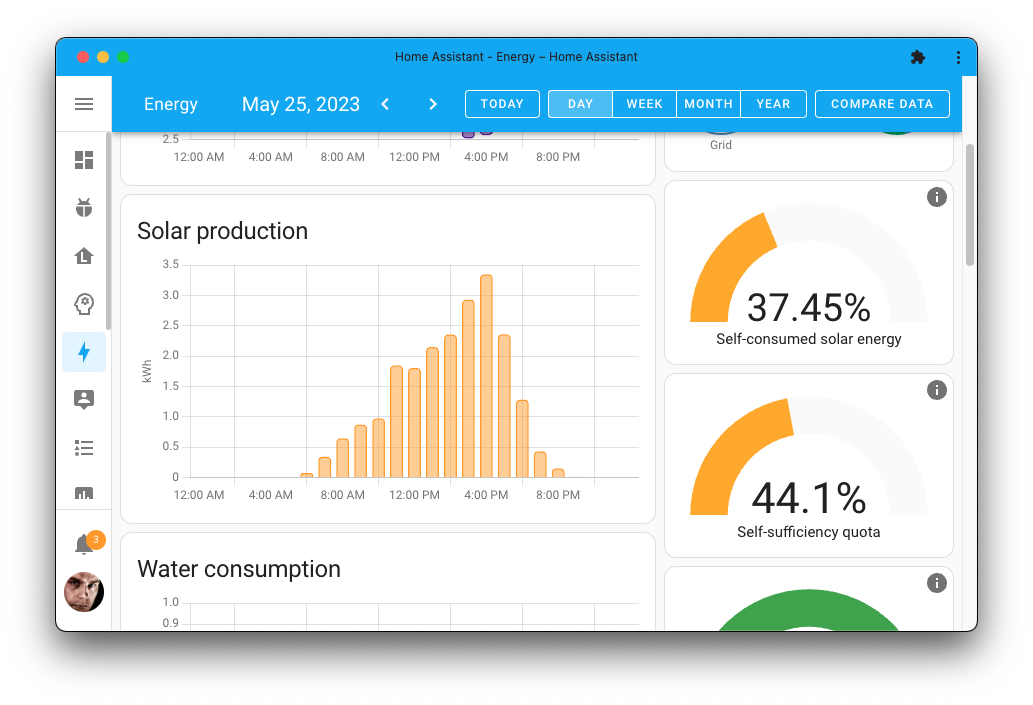 Home Assistant - Energy – Home Assistant
Energy
May 25, 2023
TODAY
DAY
WEEK
MONTH
YEAR
COMPARE DATA
2.5
12:00 AM 4:00 AM 8:00 AM 12:00 PM 4:00 PM 8:00 PM
Grid
Solar production
kWh
3.5
3.0
2.5
2.0
1.5
1.0
0.5
0
12:00 AM 4:00 AM 8:00 AM 12:00 PM 4:00 PM 8:00 PM
37.45%
Self-consumed solar energy
44.1%
Self-sufficiency quota
3
Water consumption
1.0
0.9